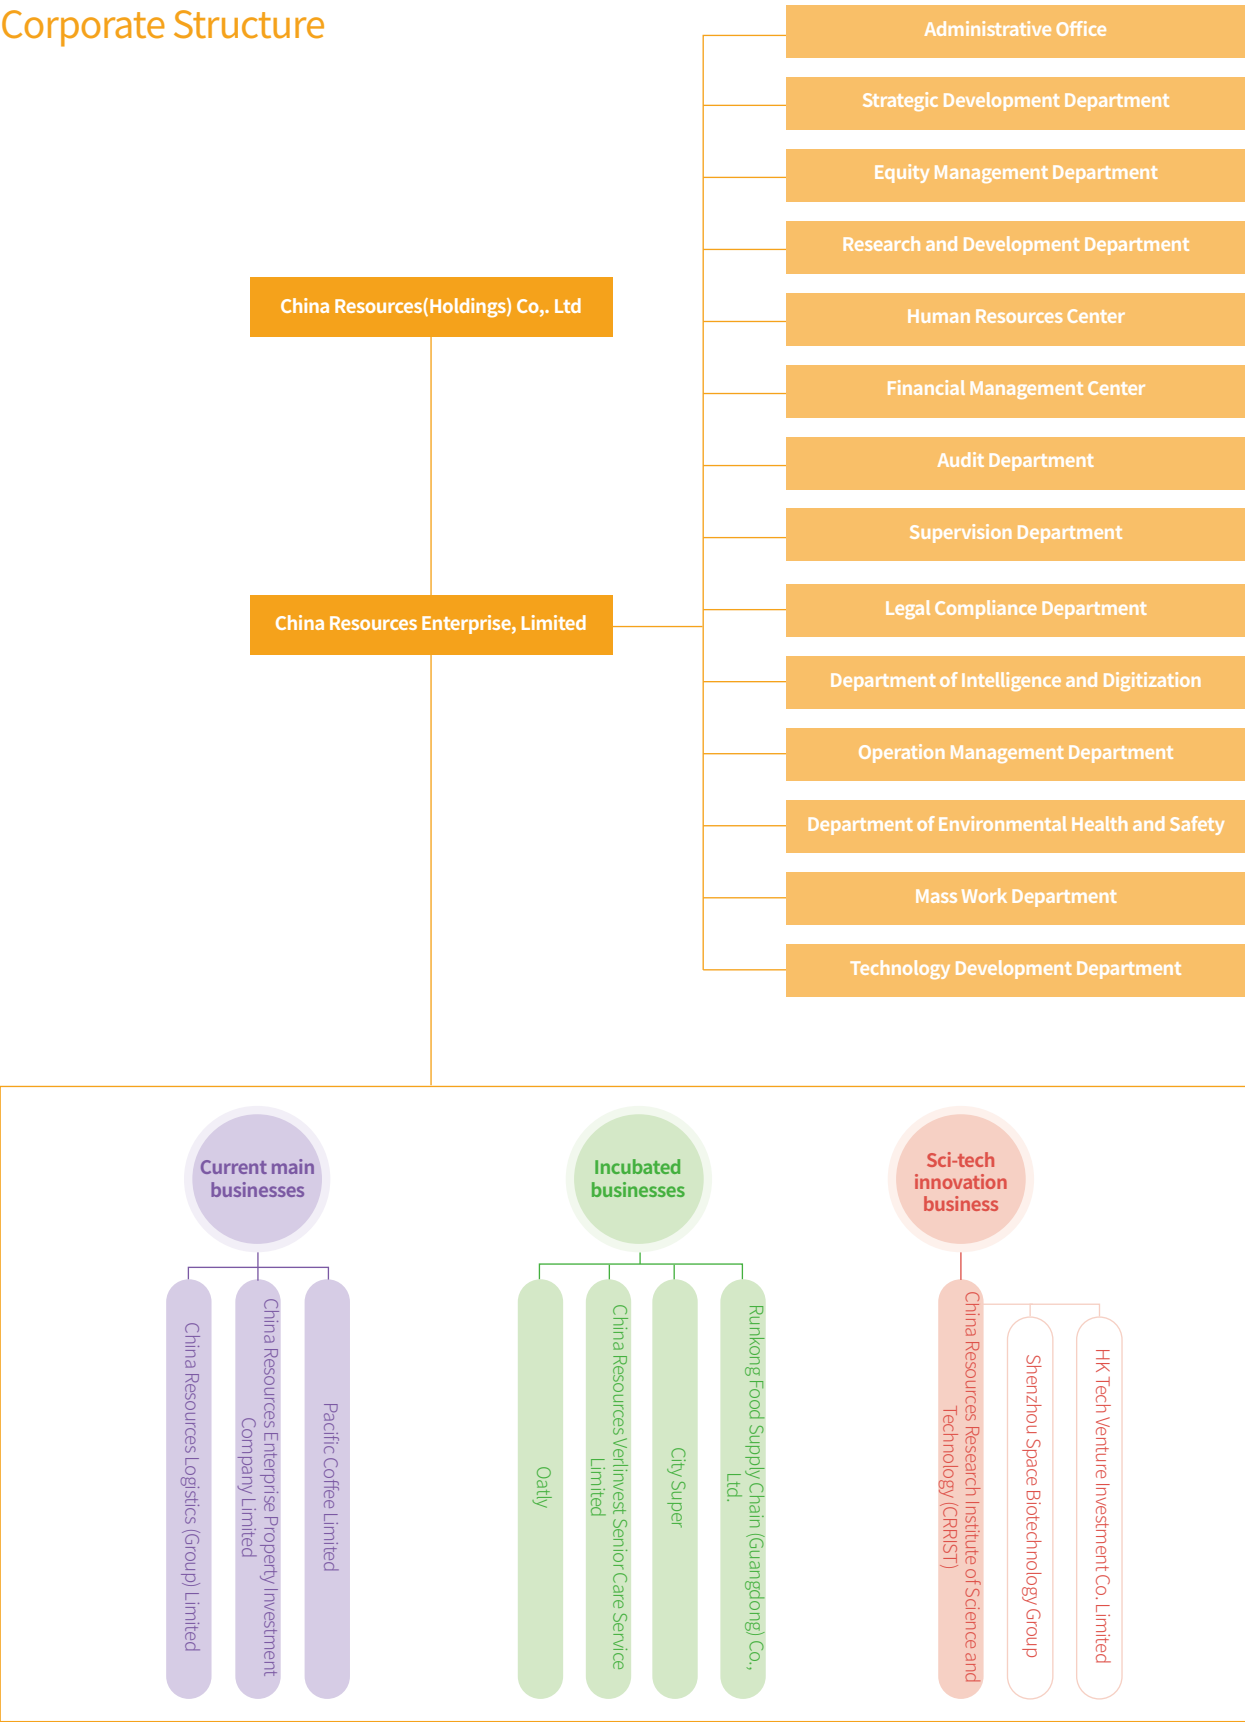 Corporate Structure
Administrative Office
Strategic Development Department
Equity Management Department
Research and Development Department
Human Resources Center
Financial Management Center
Audit Department
Supervision Department
Legal Compliance Department
Department of Intelligence and Digitization
Operation Management Department
Department of Environmental Health and Safety
Mass Work Department
Technology Development Department
China Resources(Holdings) Co,. Ltd
China Resources Enterprise, Limited
Current main
businesses
China Resources Logistics (Group) Limited
China Resources Enterprise Property Investment
Company Limited
Pacific Coffee Limited
Incubated
businesses
Oatly
China Resources Verlinvest Senior Care Service
Limited
City Super
Runkong Food Supply Chain (Guangdong) Co.,
Ltd.
Sci-tech
innovation
business
China Resources Research Institute of Science and
Technology (CRRIST)
Shenzhou Space Biotechnology Group
HK Tech Venture Investment Co. Limited